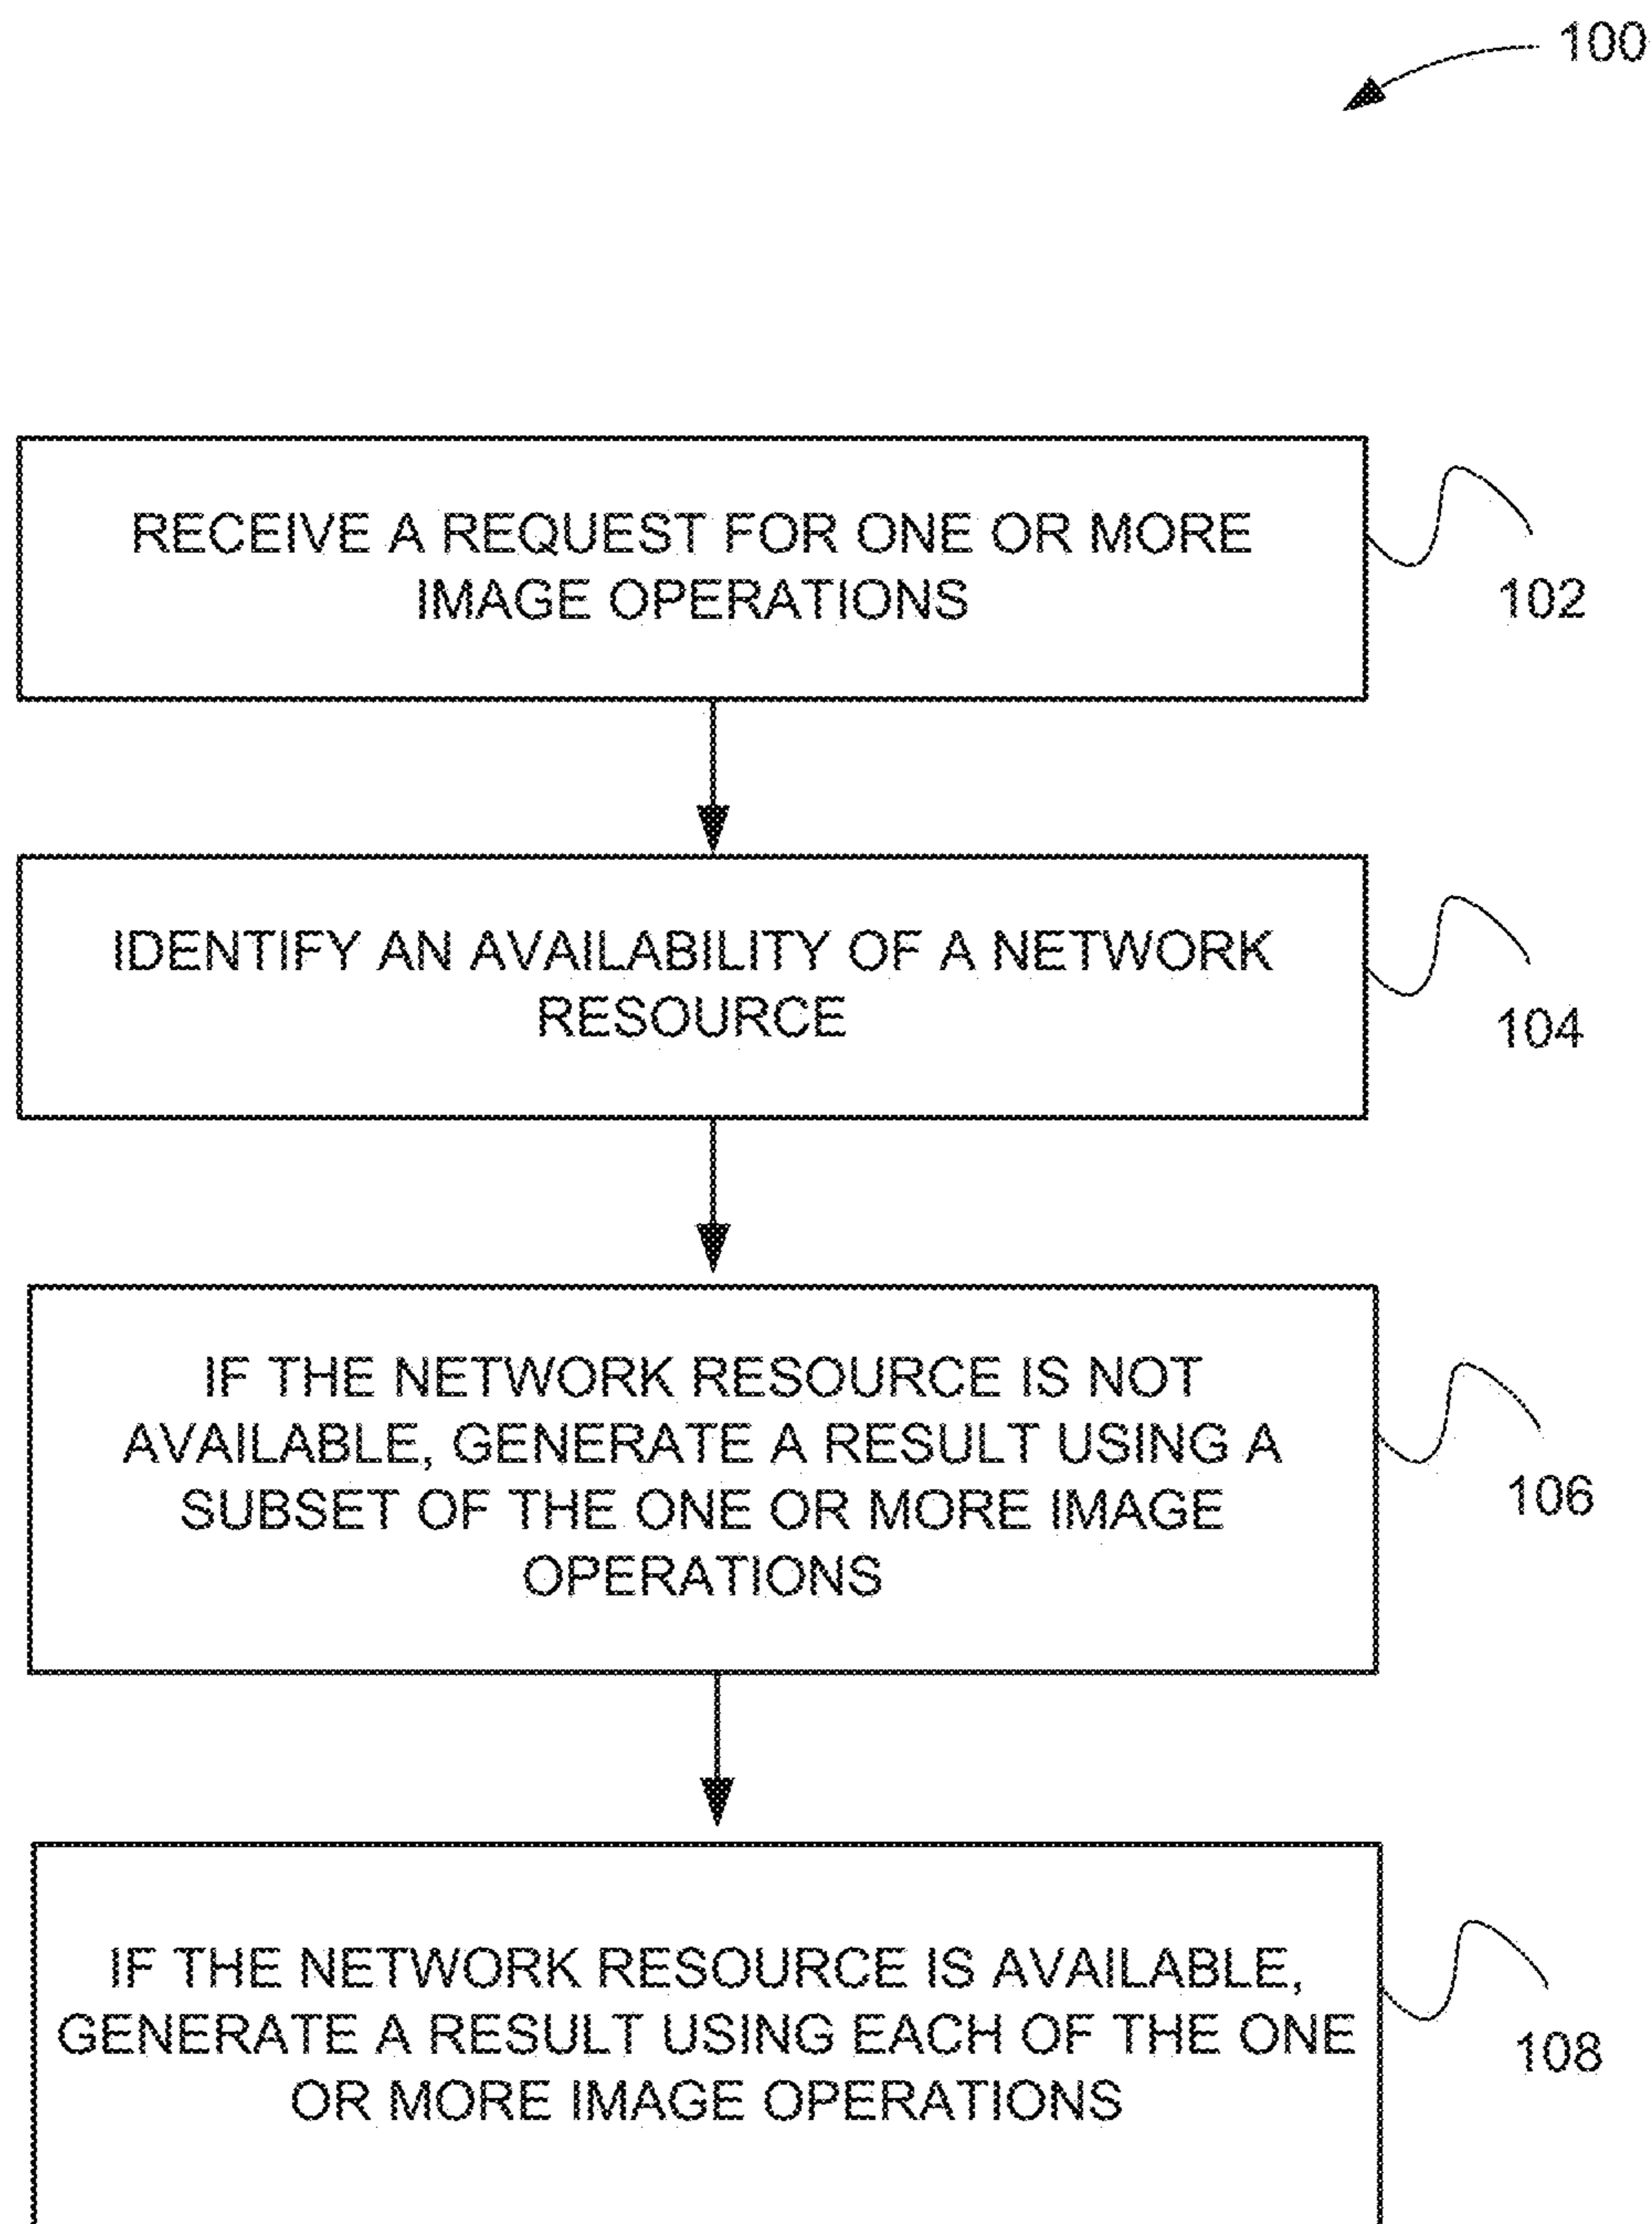 100
RECEIVE A REQUEST FOR ONE OR MORE
IMAGE OPERATIONS
102
IDENTIFY AN AVAILABILITY OF A NETWORK
RESOURCE
104
IF THE NETWORK RESOURCE IS NOT
AVAILABLE, GENERATE A RESULT USING A
SUBSET OF THE ONE OR MORE IMAGE
OPERATIONS
106
IF THE NETWORK RESOURCE IS AVAILABLE,
GENERATE A RESULT USING EACH OF THE ONE
OR MORE IMAGE OPERATIONS
108